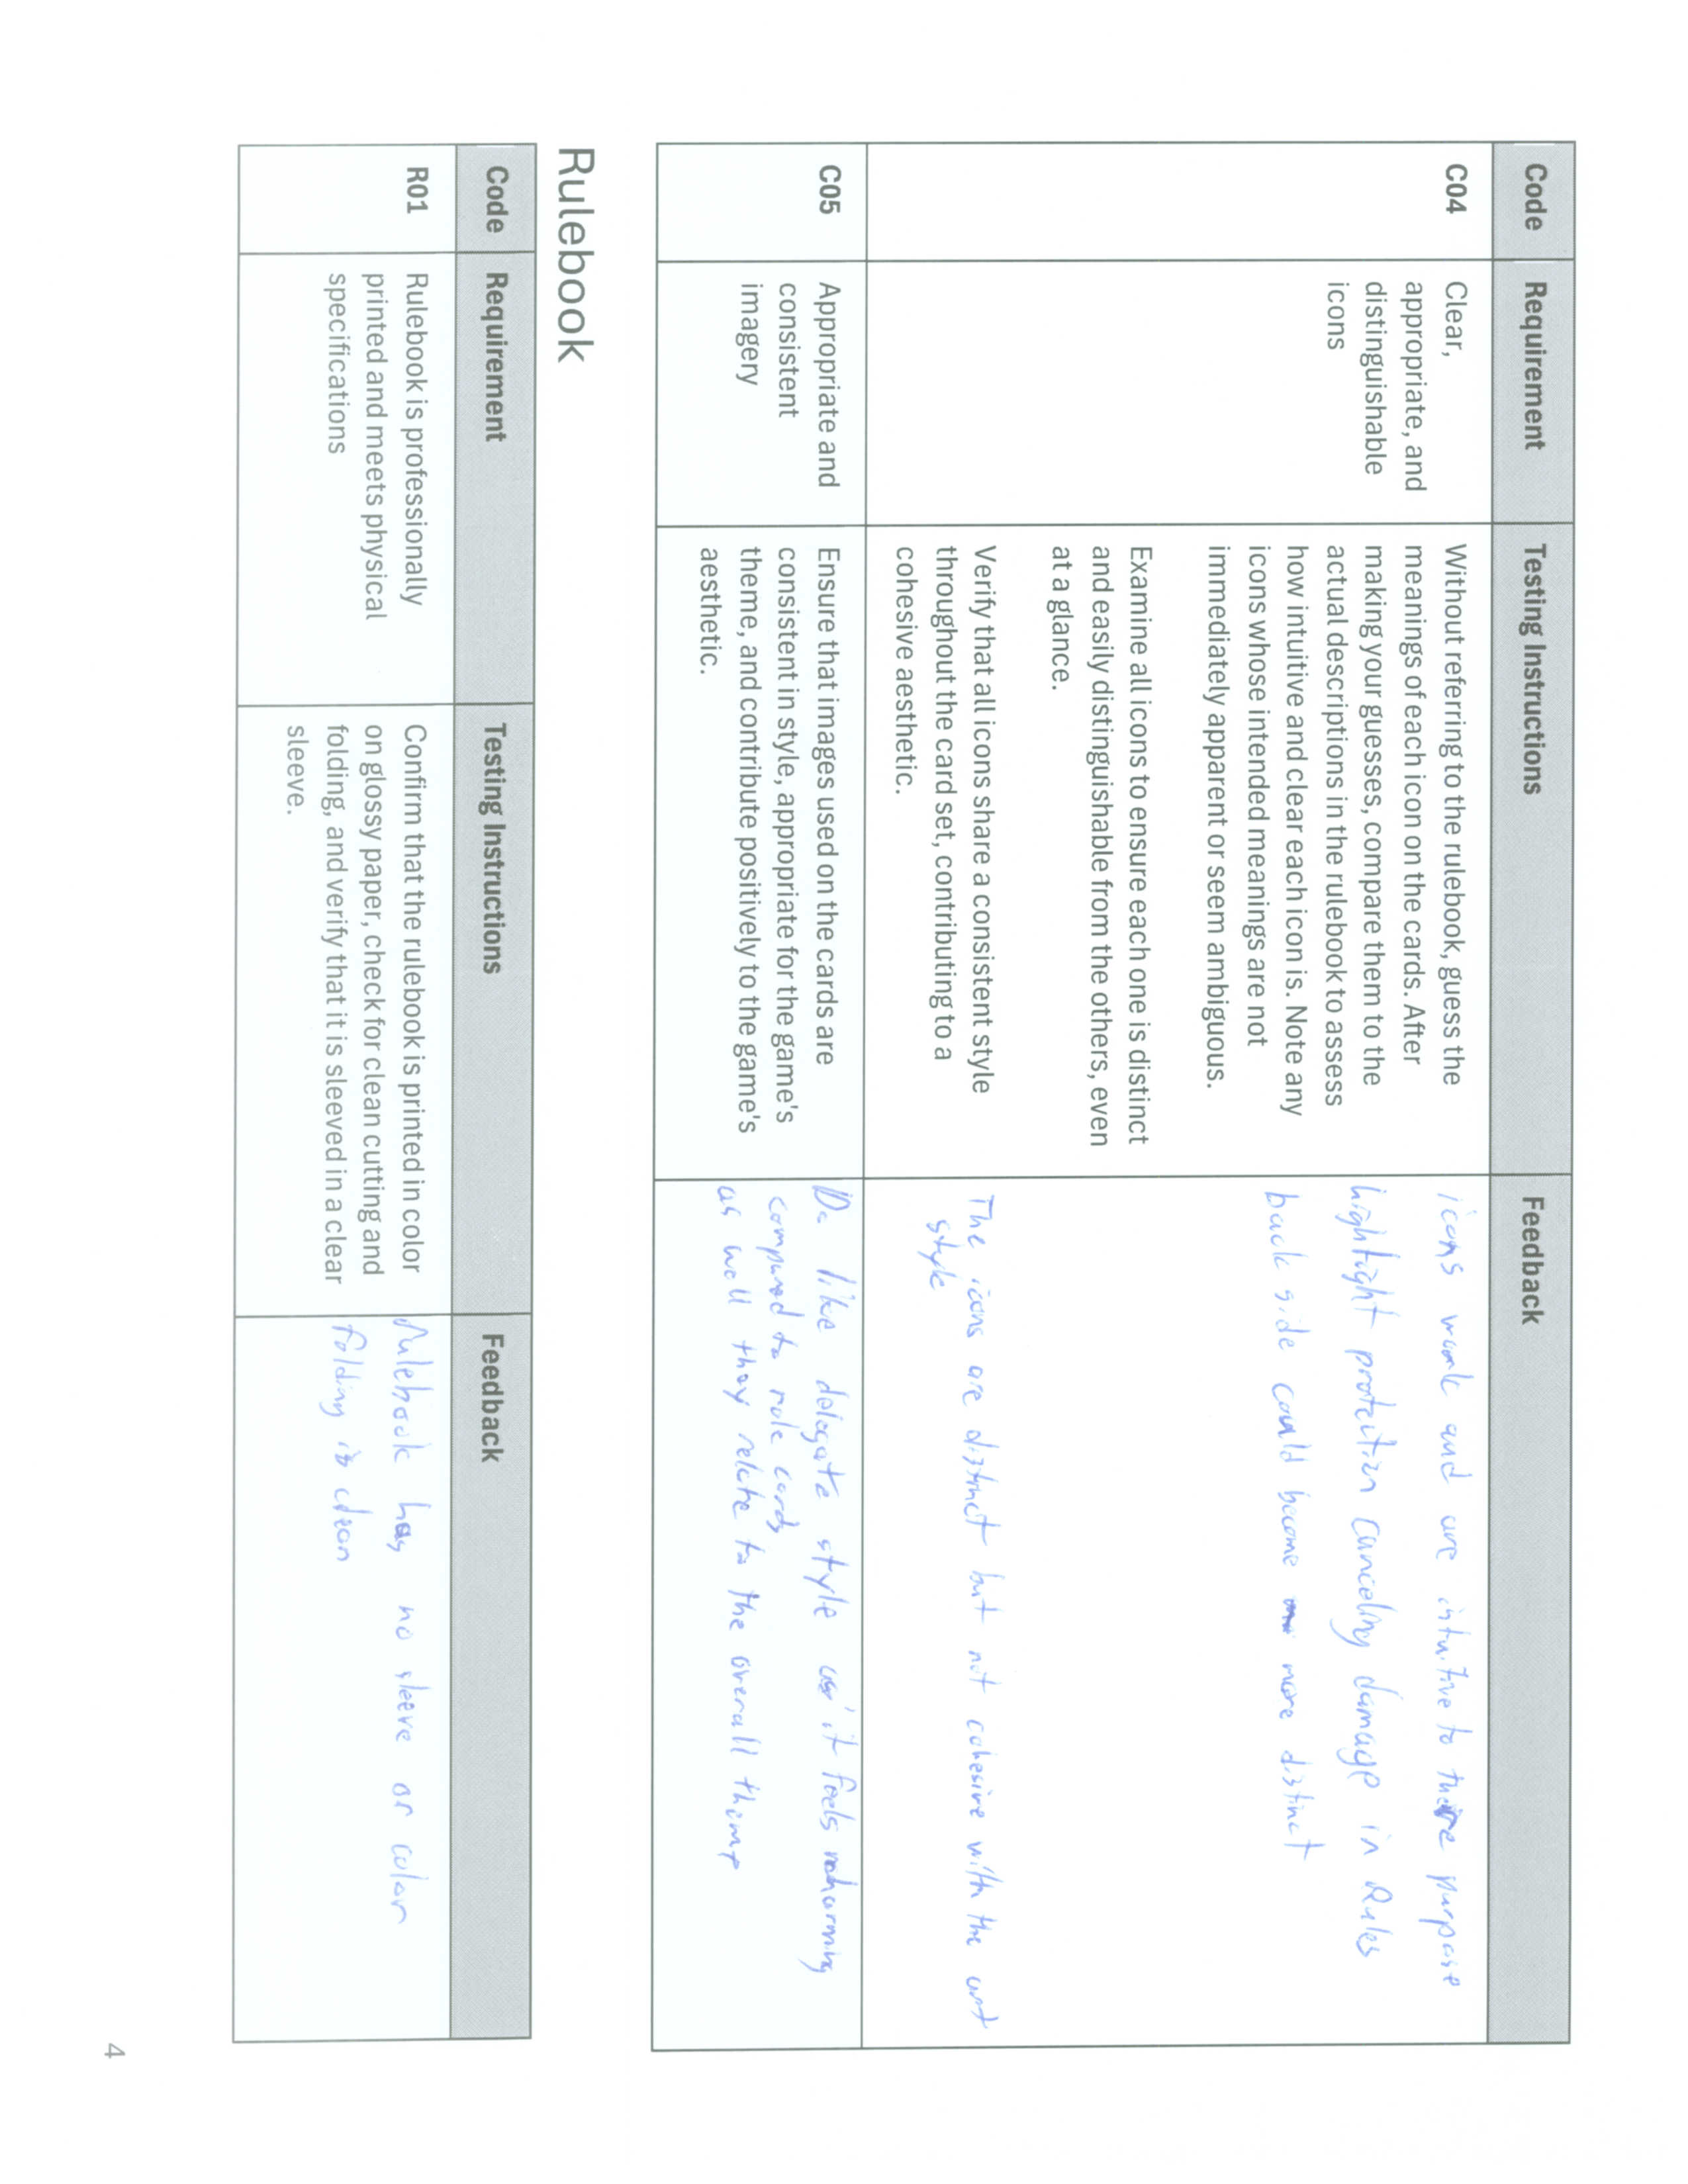 Code Requirement Testing Instructions Feedback
C04
Clear,
appropriate, and
distinguishable
icons
Without referring to the rulebook, guess the
meanings of each icon on the cards. After
making your guesses, compare them to the
actual descriptions in the rulebook to assess
how intuitive and clear each icon is. Note any
icons whose intended meanings are not
immediately apparent or seem ambiguous.
Examine all icons to ensure each one is distinct
and easily distinguishable from the others, even
at a glance.
Verify that all icons share a consistent style
throughout the card set, contributing to a
cohesive aesthetic.
icons work and are intuitive to there purpose
hightlight protection canceling damage in Rules
back side could become more distinct
The icons are distinct but not cohesive with the art
style
C05
Appropriate and
consistent
imagery
Ensure that images used on the cards are
consistent in style, appropriate for the game's
theme, and contribute positively to the game's
aesthetic.
Do like delegate style as it feels charming
compared to role cards
as well they relate to the overall theme
Rulebook
Code Requirement Testing Instructions Feedback
R01
Rulebook is professionally
printed and meets physical
specifications
Confirm that the rulebook is printed in color
on glossy paper, check for clean cutting and
folding, and verify that it is sleeved in a clear
sleeve.
Rulebook has no sleeve or color
folding is clean
4